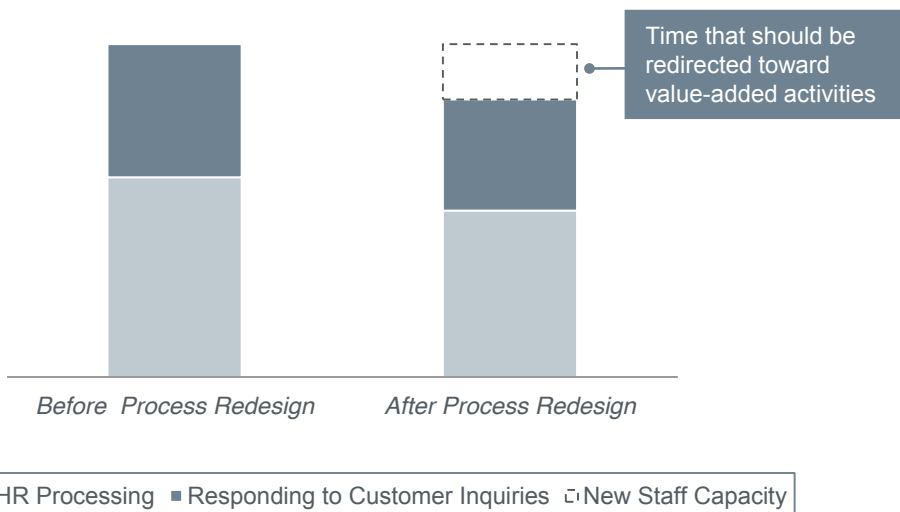 Time that should be
redirected toward
value-added activities
Before Process Redesign
After Process Redesign
HR Processing Responding to Customer Inquiries New Staff Capacity